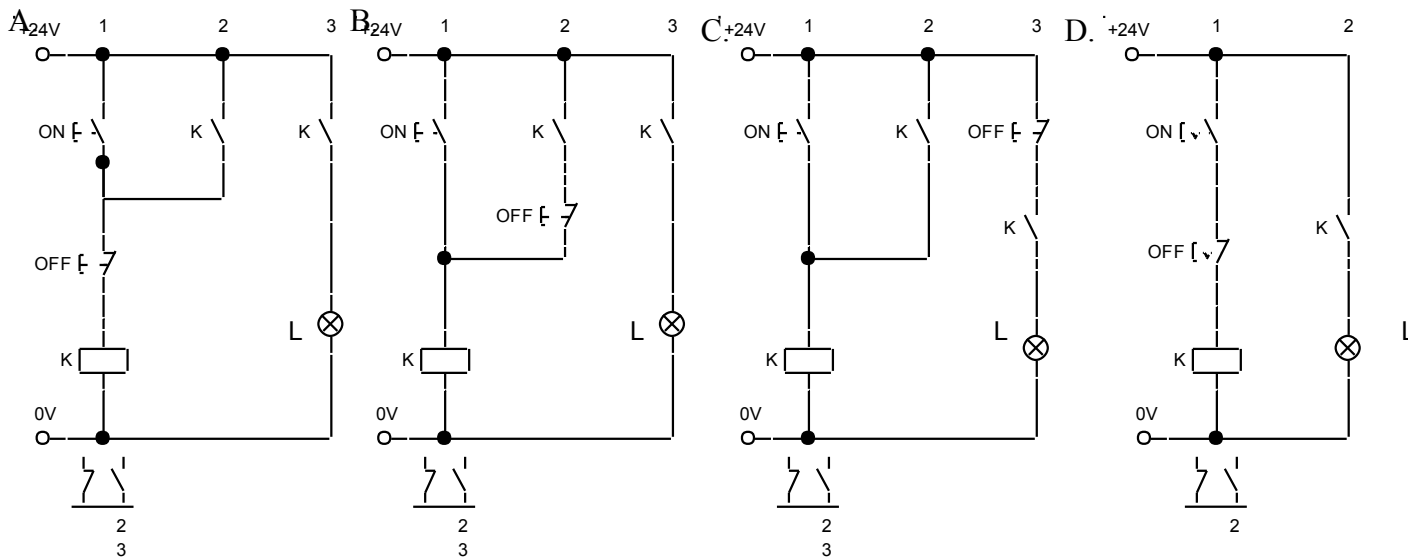 A.
+24V 1 2 3
ON K K
OFF
L
K
0V
2
3
B.
+24V 1 2 3
ON K K
OFF
L
K
0V
2
3
C.
+24V 1 2 3
ON K OFF
K
L
K
0V
2
3
D.
+24V 1 2
ON
K
OFF
L
K
0V
2